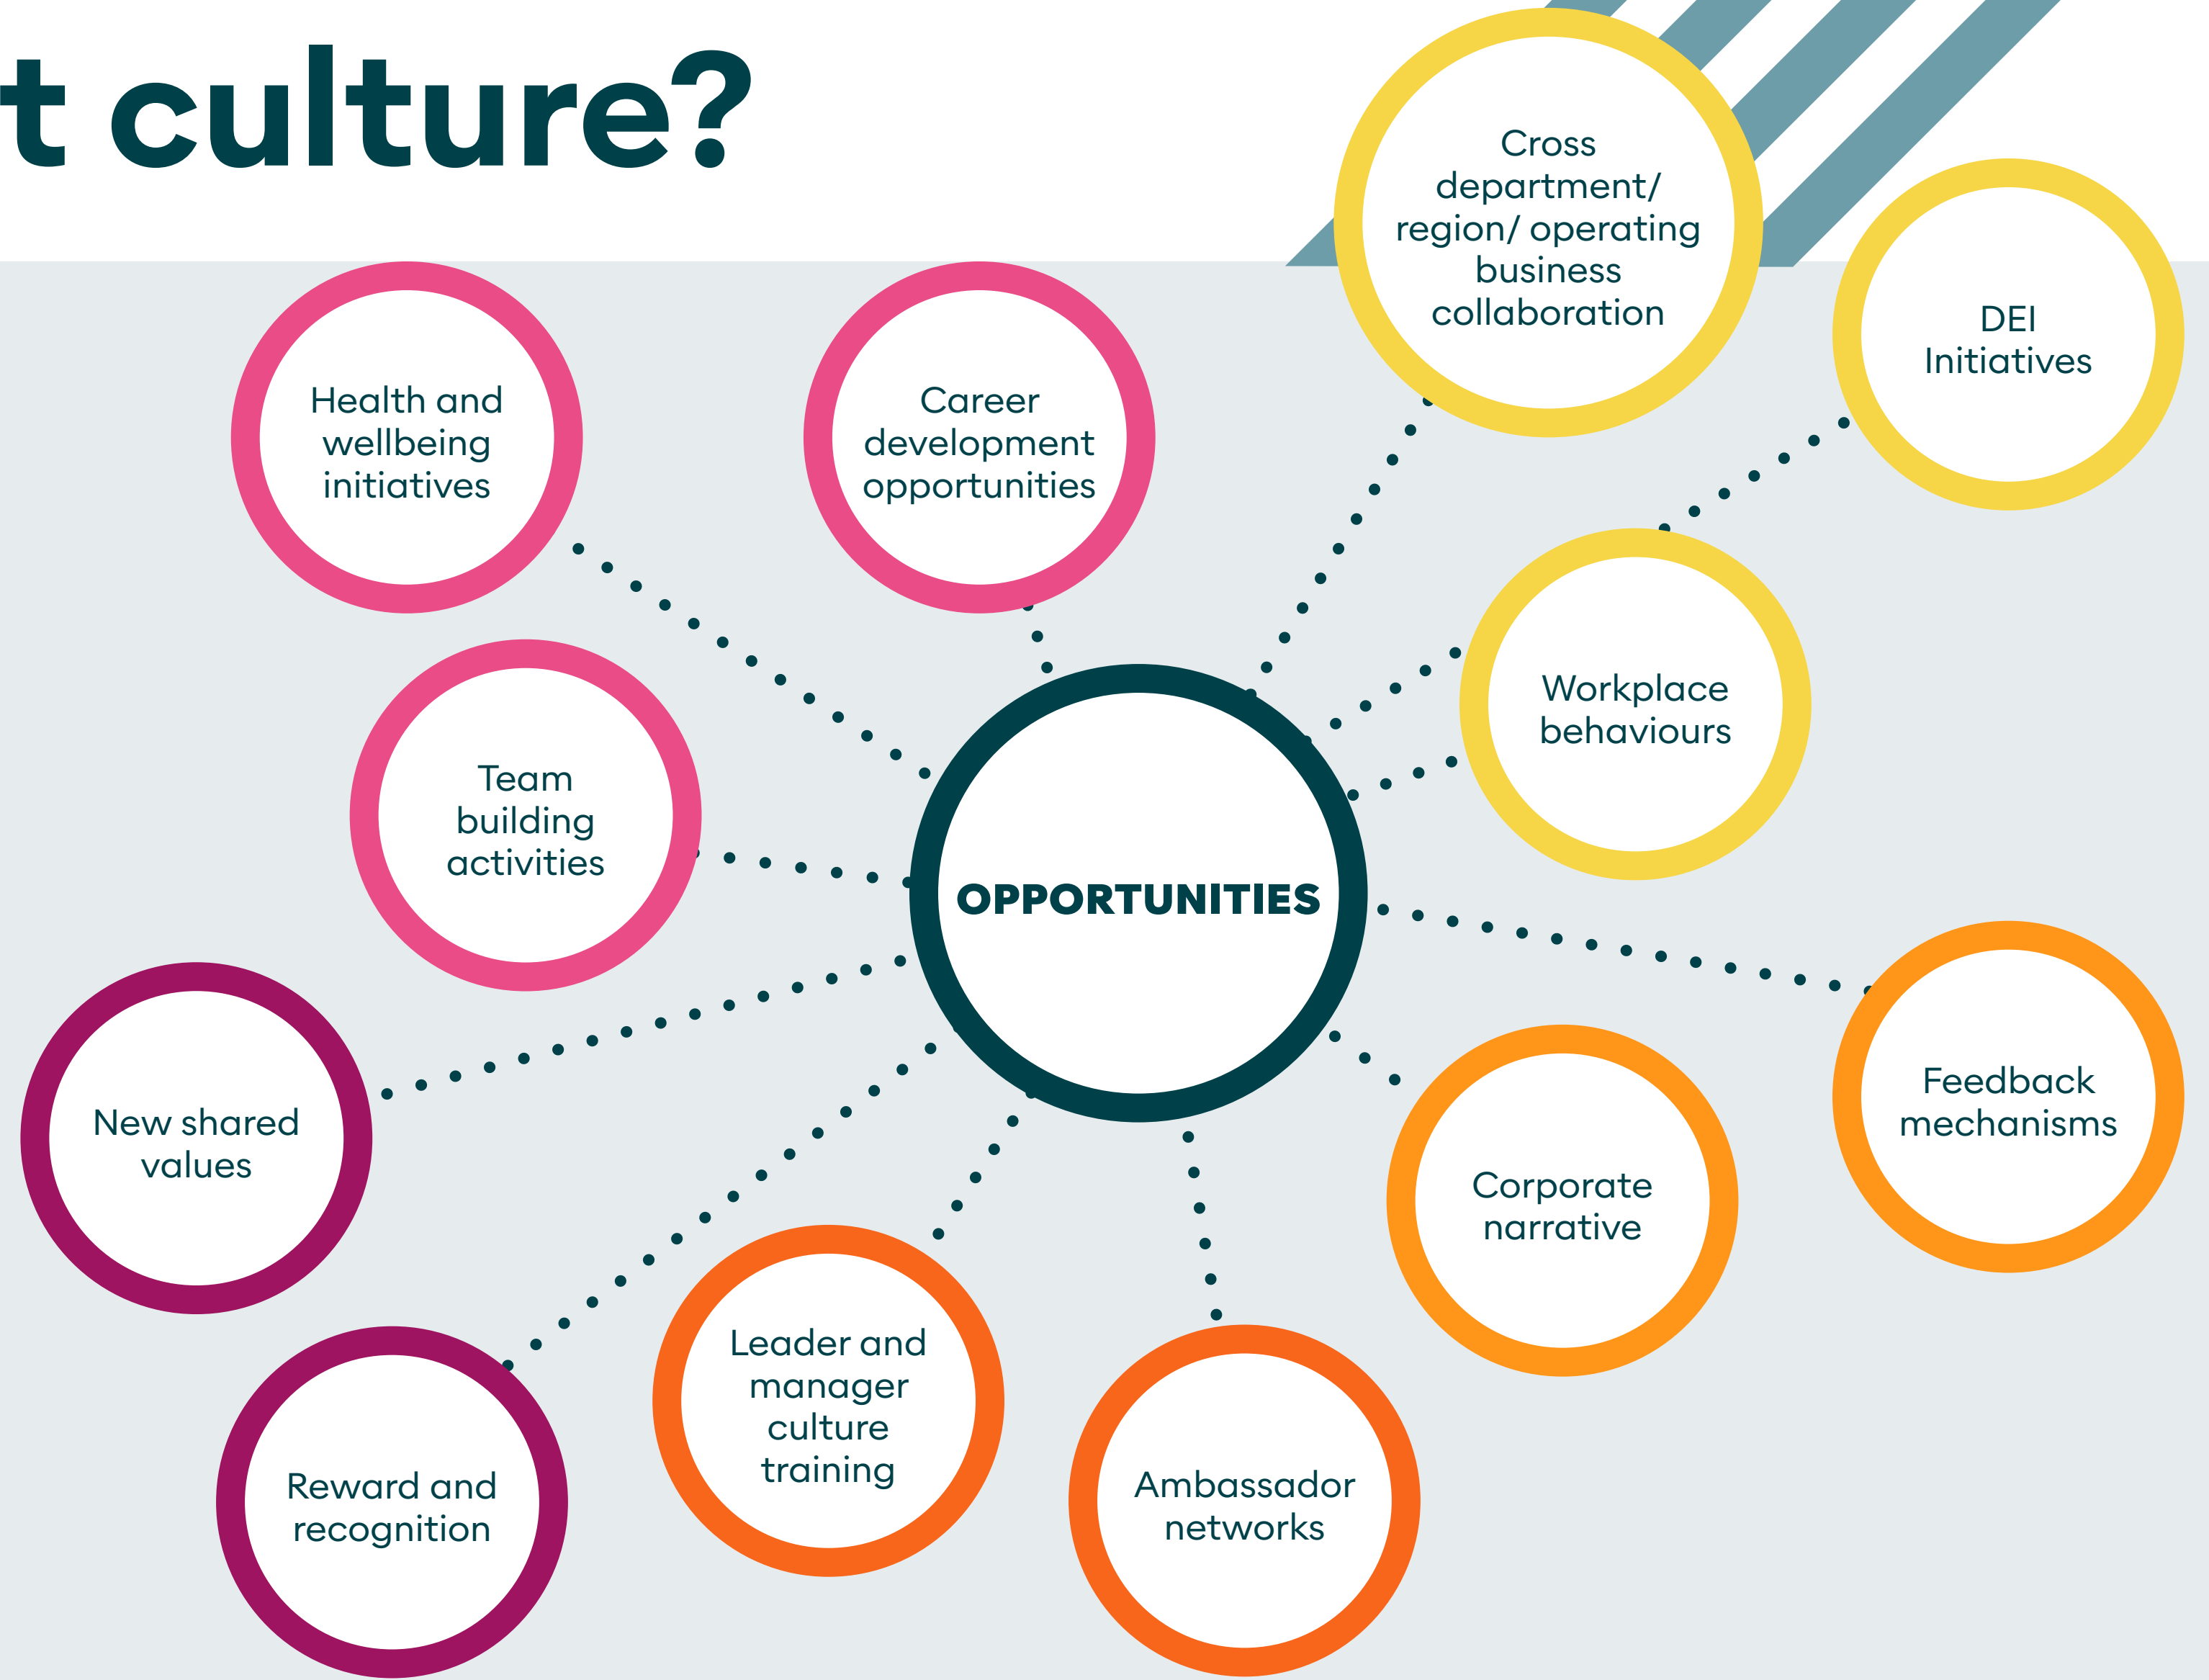 t culture?
Cross
department/
region/ operating
business
collaboration
DEI
Initiatives
Health and
wellbeing
initiatives
Career
development
opportunities
Workplace
behaviours
Team
building
activities
OPPORTUNITIES
Feedback
mechanisms
New shared
values
Corporate
narrative
Leader and
manager
culture
training
Reward and
recognition
Ambassador
networks